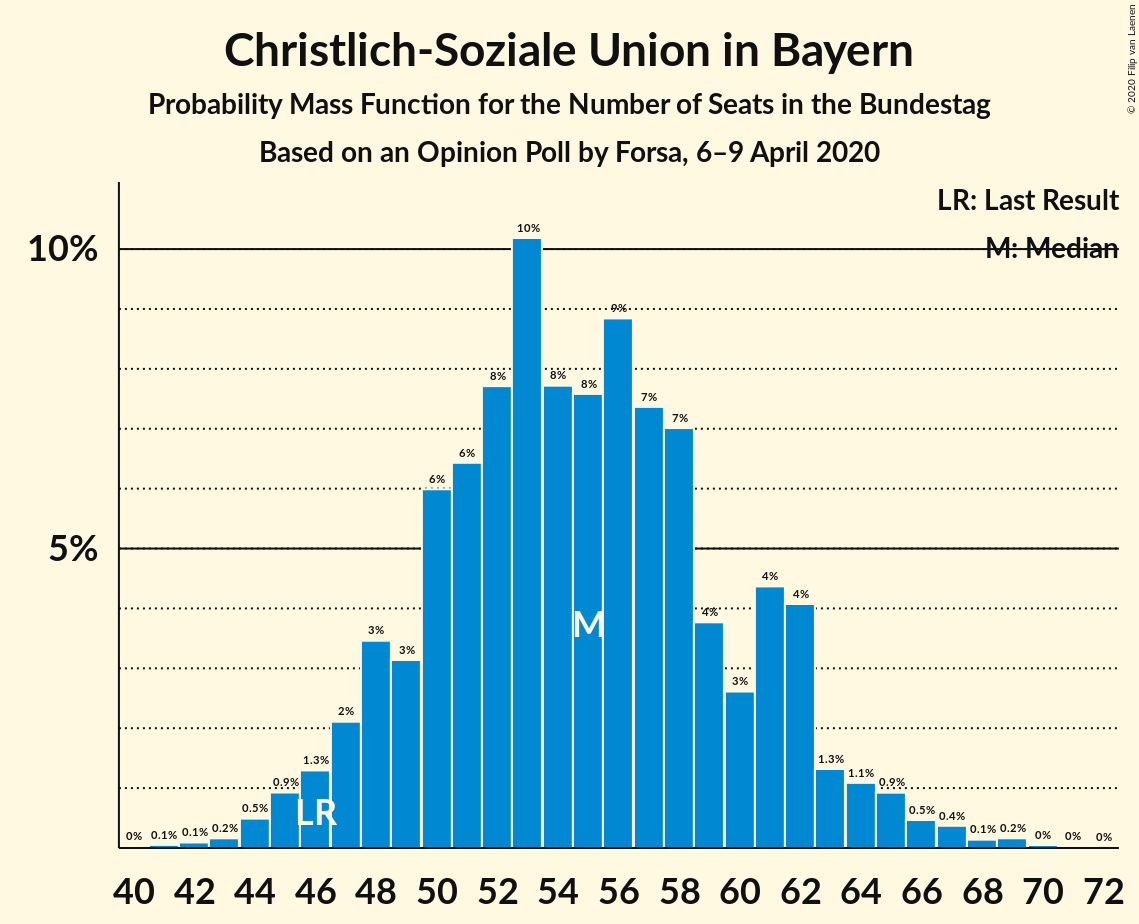 Christlich-Soziale Union in Bayern
Probability Mass Function for the Number of Seats in the Bundestag
Based on an Opinion Poll by Forsa, 6–9 April 2020
© 2020 Filip van Laenen
LR: Last Result
M: Median
10%
5%
0% 0.1% 0.1% 0.2% 0.5% 0.9% 1.3% 2% 3% 3% 6% 6% 8% 10% 8% 8% 9% 7% 7% 4% 3% 4% 4% 1.3% 1.1% 0.9% 0.5% 0.4% 0.1% 0.2% 0% 0% 0%
M
LR
40 42 44 46 48 50 52 54 56 58 60 62 64 66 68 70 72